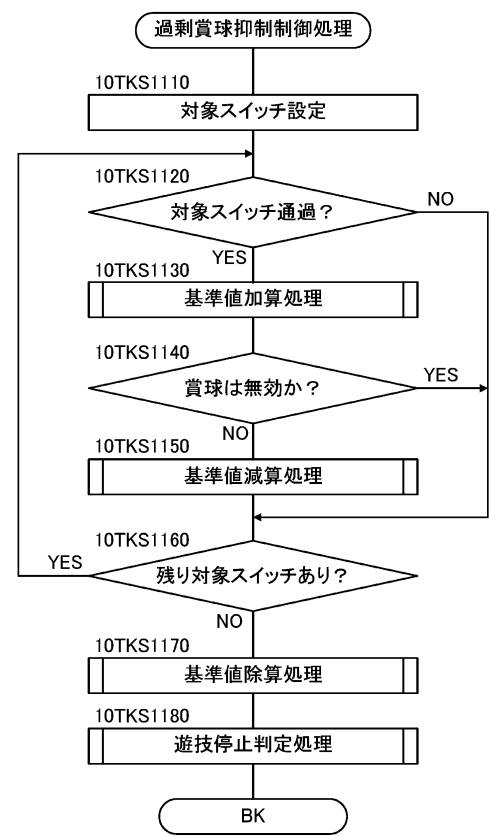 過剰賞球抑制制御処理
10TKS1110
対象スイッチ設定
10TKS1120
対象スイッチ通過？
NO
YES
10TKS1130
基準値加算処理
10TKS1140
賞球は無効か？
YES
NO
10TKS1150
基準値減算処理
10TKS1160
残り対象スイッチあり？
YES
NO
10TKS1170
基準値除算処理
10TKS1180
遊技停止判定処理
BK